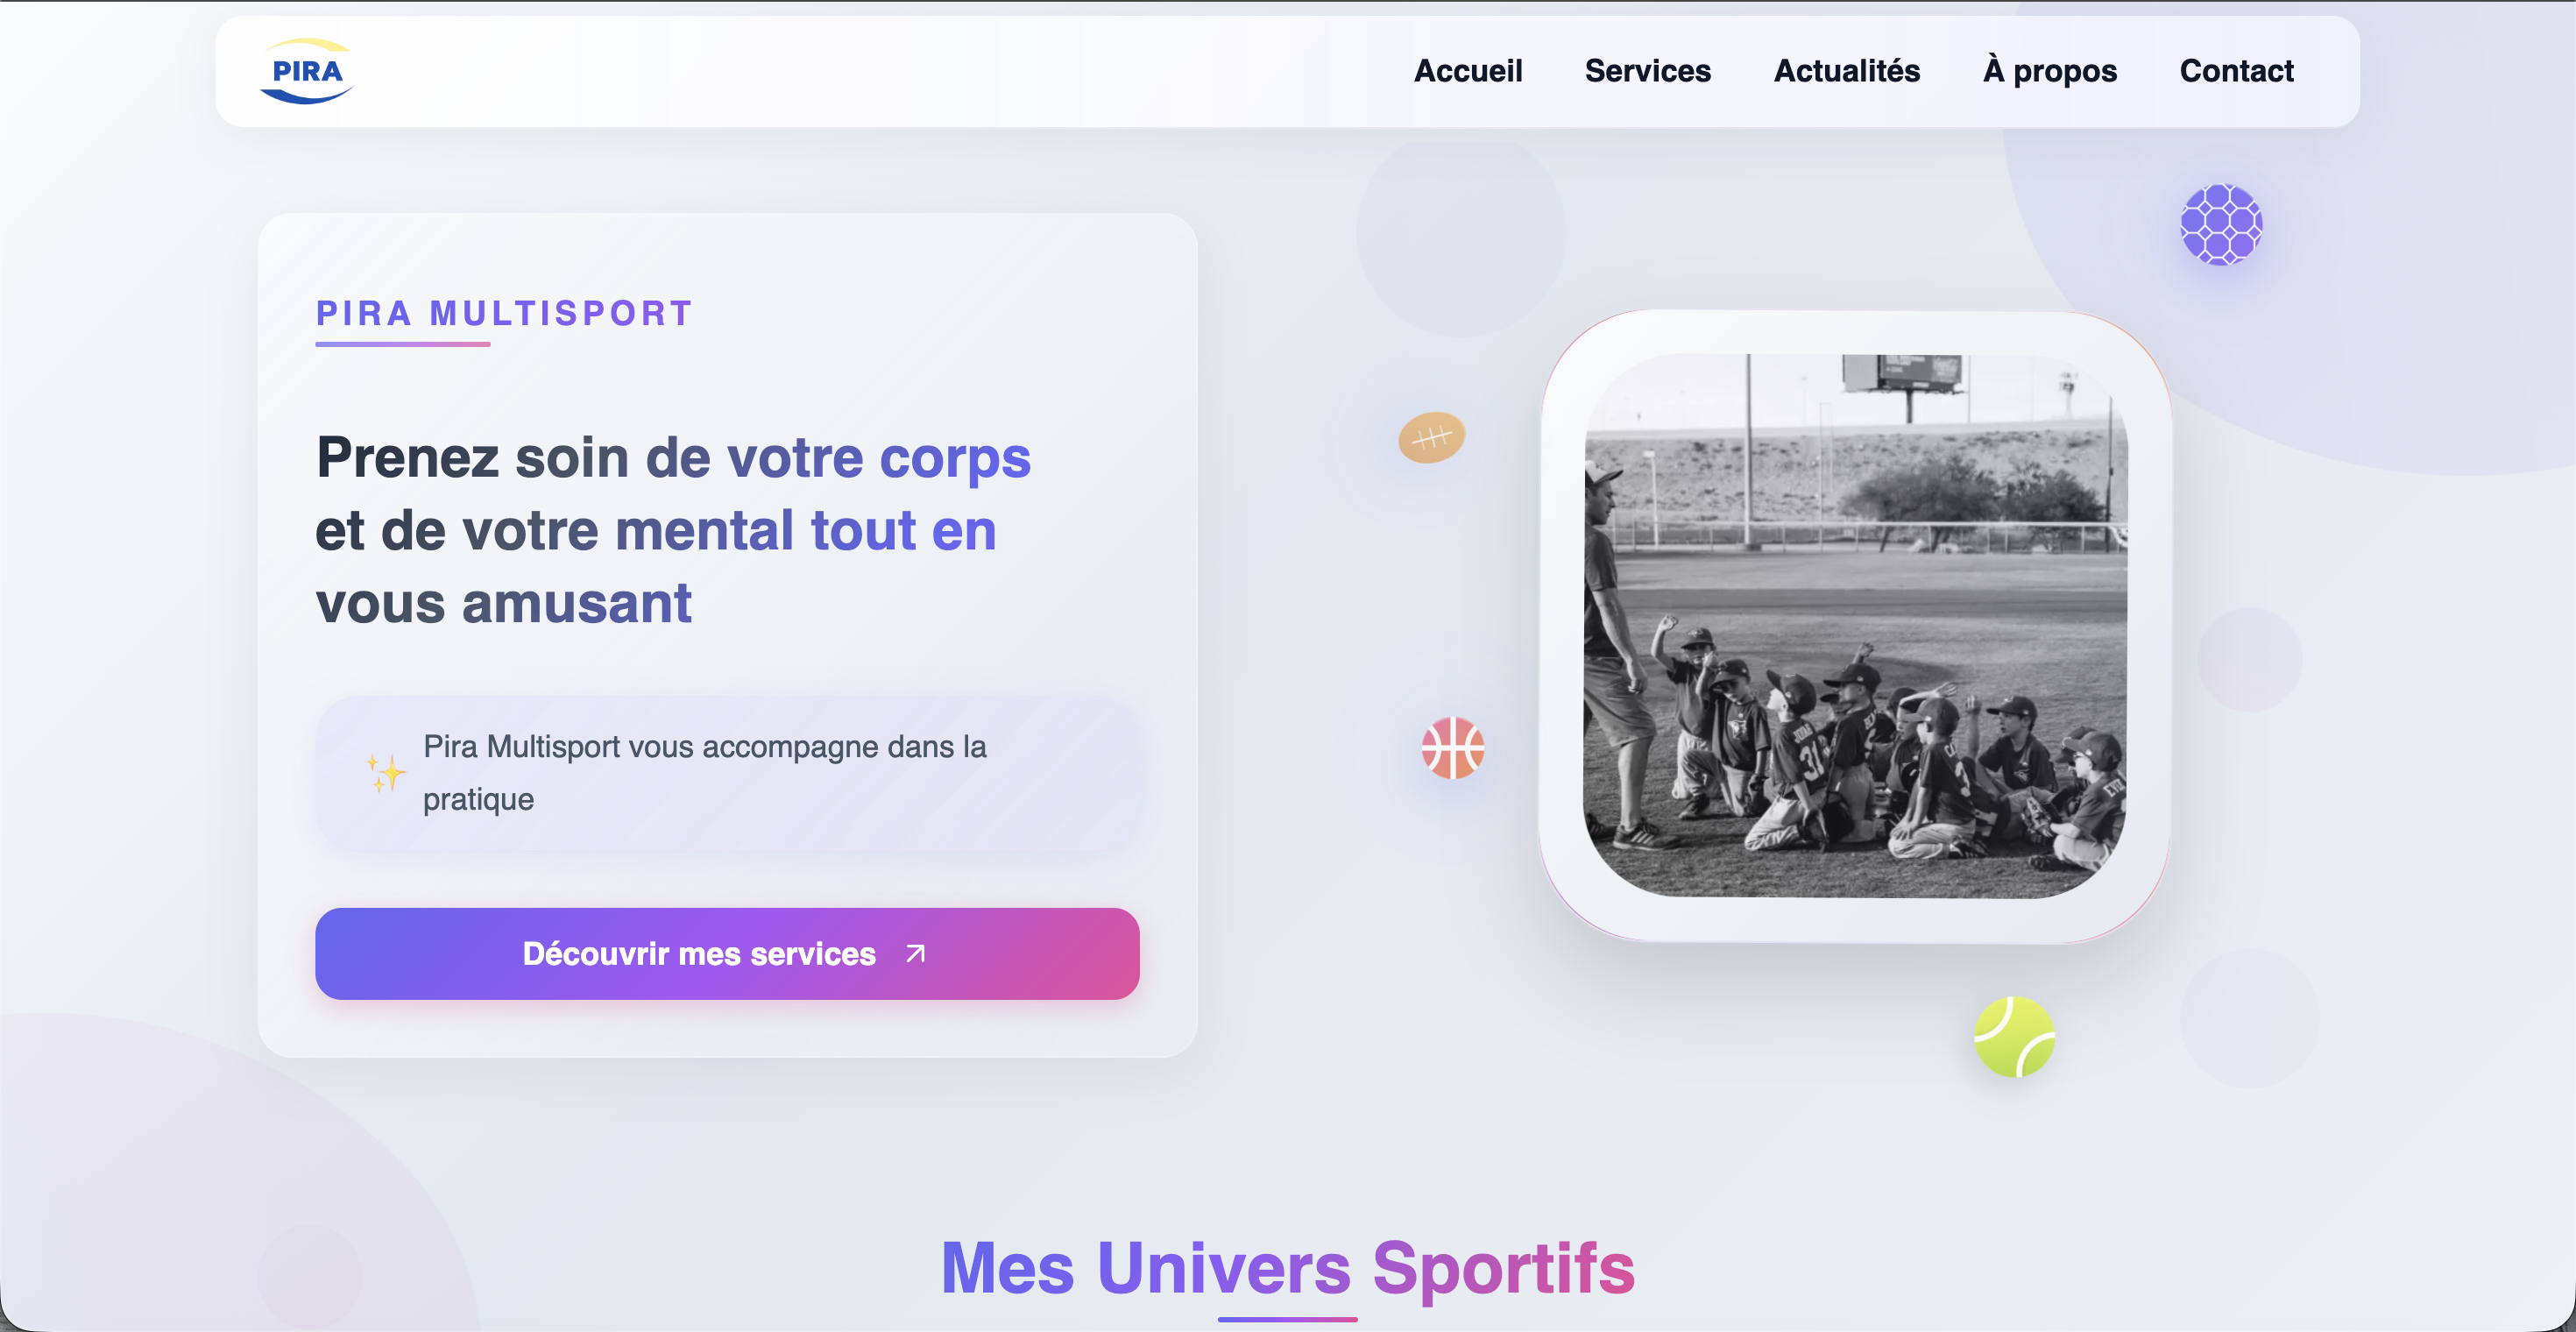 PIRA
Accueil Services Actualités À propos Contact
PIRA MULTISPORT
Prenez soin de votre corps
et de votre mental tout en
vous amusant
✨ Pira Multisport vous accompagne dans la
pratique
Découvrir mes services ↗
31
Mes Univers Sportifs